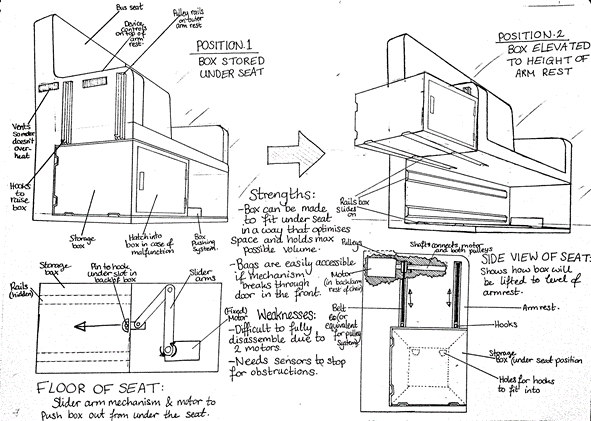 Bus seat
Device controls
on top of
arm
rest.
Pulley rails
on outer
arm rest
POSITION.1
BOX STORED
UNDER SEAT
Vents
so motor
doesn't
over-
heat
Hooks
to
raise
box
Storage
box
Hatch into
box in case of
malfunction
Box
Pushing
System.
POSITION.2
BOX ELEVATED
TO HEIGHT OF
ARM REST
Rails box
slides
on
Strengths:
-Box can be made
to fit under seat
in a way that optimises
space and holds max
possible volume.
-Bags are easily accessible
if mechanism
breaks through
door in the front.
Weaknesses:
-Difficult to fully
disassemble due to
2 motors.
-Needs sensors to stop
for obstructions.
Storage
box
Rails
(hidden)
Pin to hook
under slot in
back of box
Slider
arms
(Fixed)
Motor
FLOOR OF SEAT:
Slider arm mechanism & motor to
Push box out from under the seat.
Pulleys
Shaft connects motor
and both pulleys
Motor
(in back/arm
rest of chair)
Belt
(or
equivalent
for pulley
system)
SIDE VIEW OF SEAT:
Shows how box will
be lifted to level of
armrest.
Armrest.
Hooks
Storage
box (under seat position
Holes for hooks
to fit into